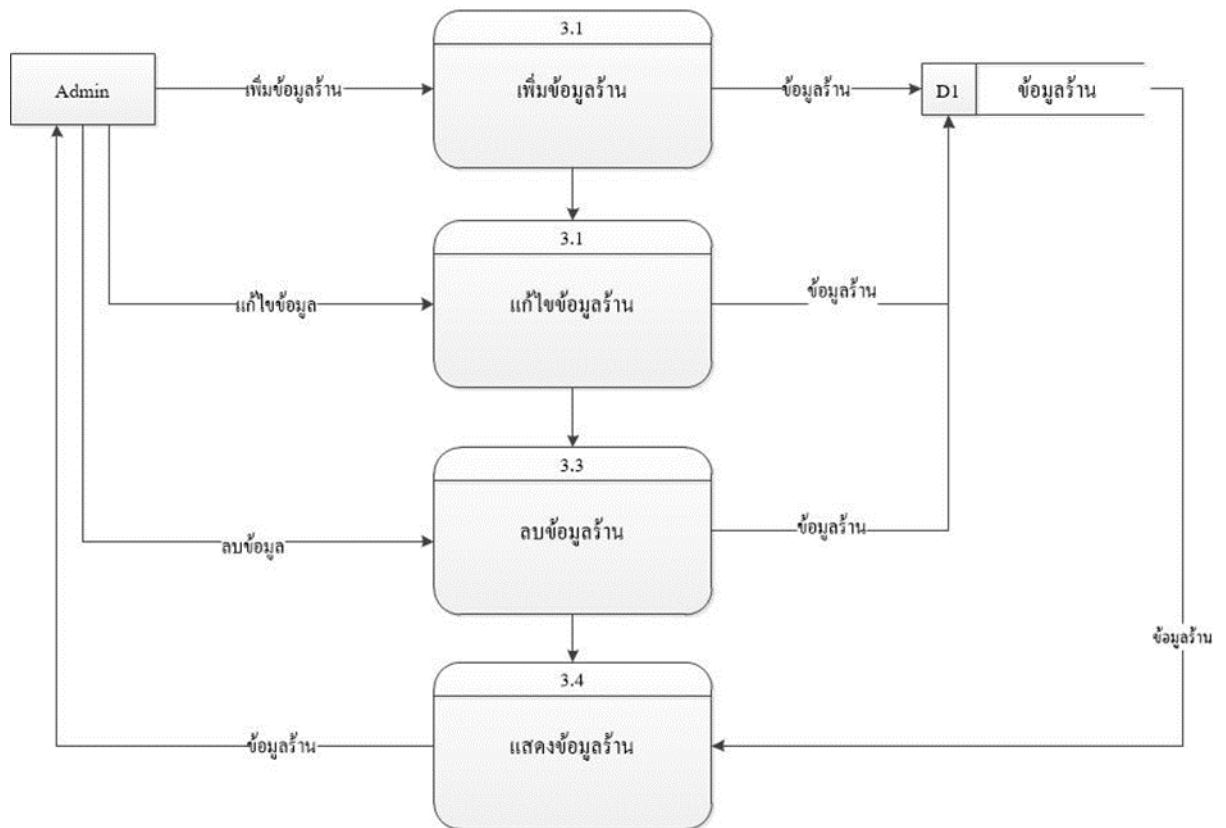 3.1
Admin
เพิ่มข้อมูลร้าน
เพิ่มข้อมูลร้าน
ข้อมูลร้าน
D1
ข้อมูลร้าน
3.1
แก้ไขข้อมูล
แก้ไขข้อมูลร้าน
ข้อมูลร้าน
3.3
ลบข้อมูล
ลบข้อมูลร้าน
ข้อมูลร้าน
ข้อมูลร้าน
3.4
ข้อมูลร้าน
แสดงข้อมูลร้าน